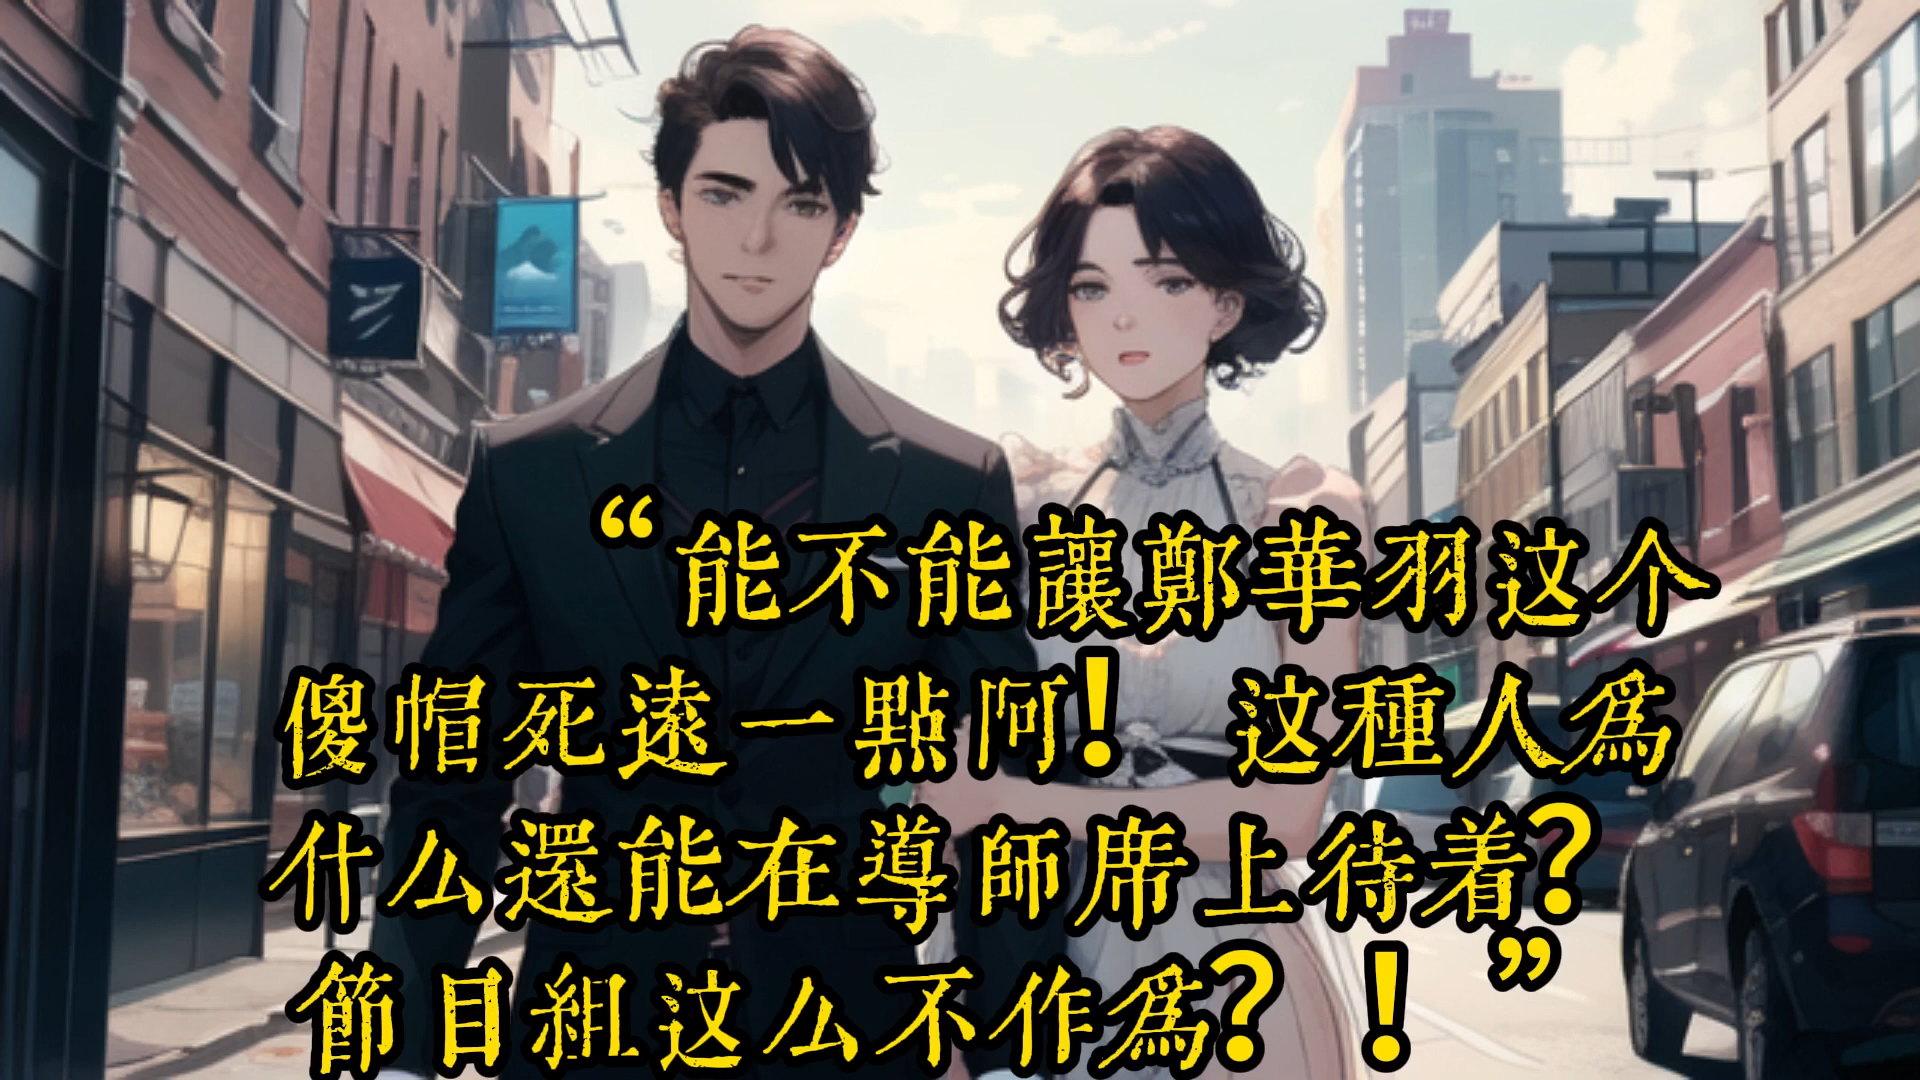 “能不能讓鄭華羽这个
傻帽死遠一點阿！这種人爲
什么還能在導師席上待着？
節目組这么不作爲？！”